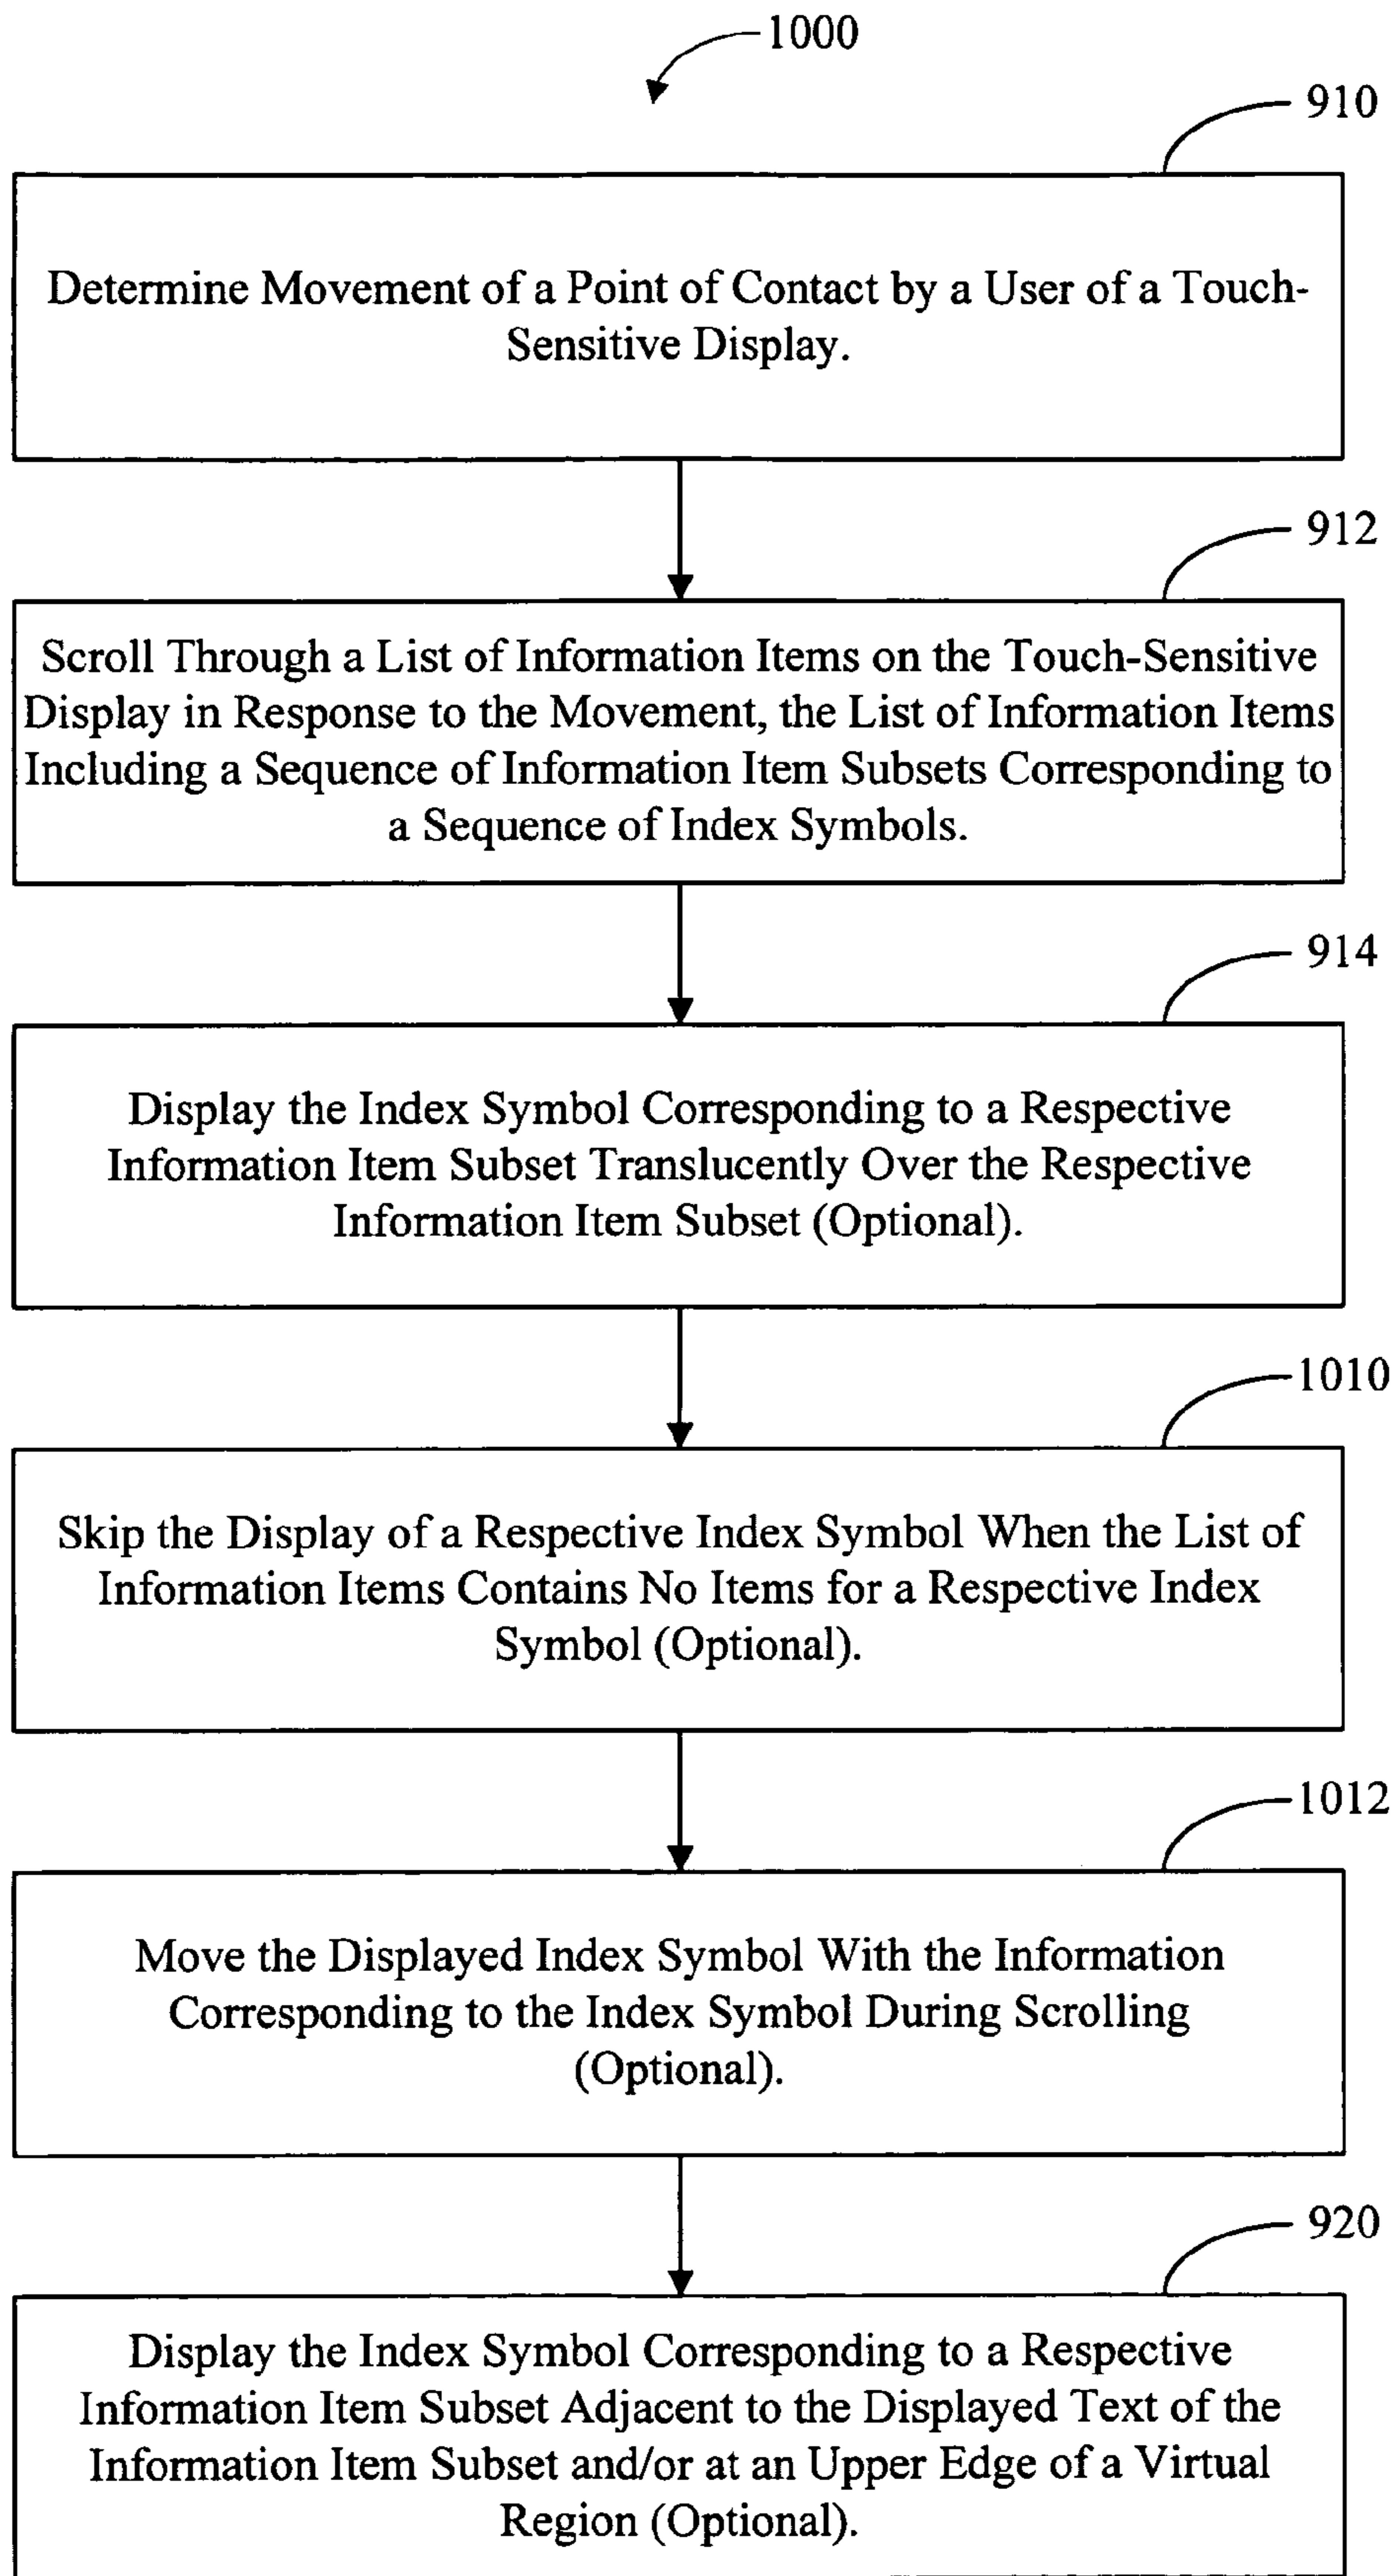 1000
910
Determine Movement of a Point of Contact by a User of a Touch-
Sensitive Display.
912
Scroll Through a List of Information Items on the Touch-Sensitive
Display in Response to the Movement, the List of Information Items
Including a Sequence of Information Item Subsets Corresponding to
a Sequence of Index Symbols.
914
Display the Index Symbol Corresponding to a Respective
Information Item Subset Translucently Over the Respective
Information Item Subset (Optional).
1010
Skip the Display of a Respective Index Symbol When the List of
Information Items Contains No Items for a Respective Index
Symbol (Optional).
1012
Move the Displayed Index Symbol With the Information
Corresponding to the Index Symbol During Scrolling
(Optional).
920
Display the Index Symbol Corresponding to a Respective
Information Item Subset Adjacent to the Displayed Text of the
Information Item Subset and/or at an Upper Edge of a Virtual
Region (Optional).